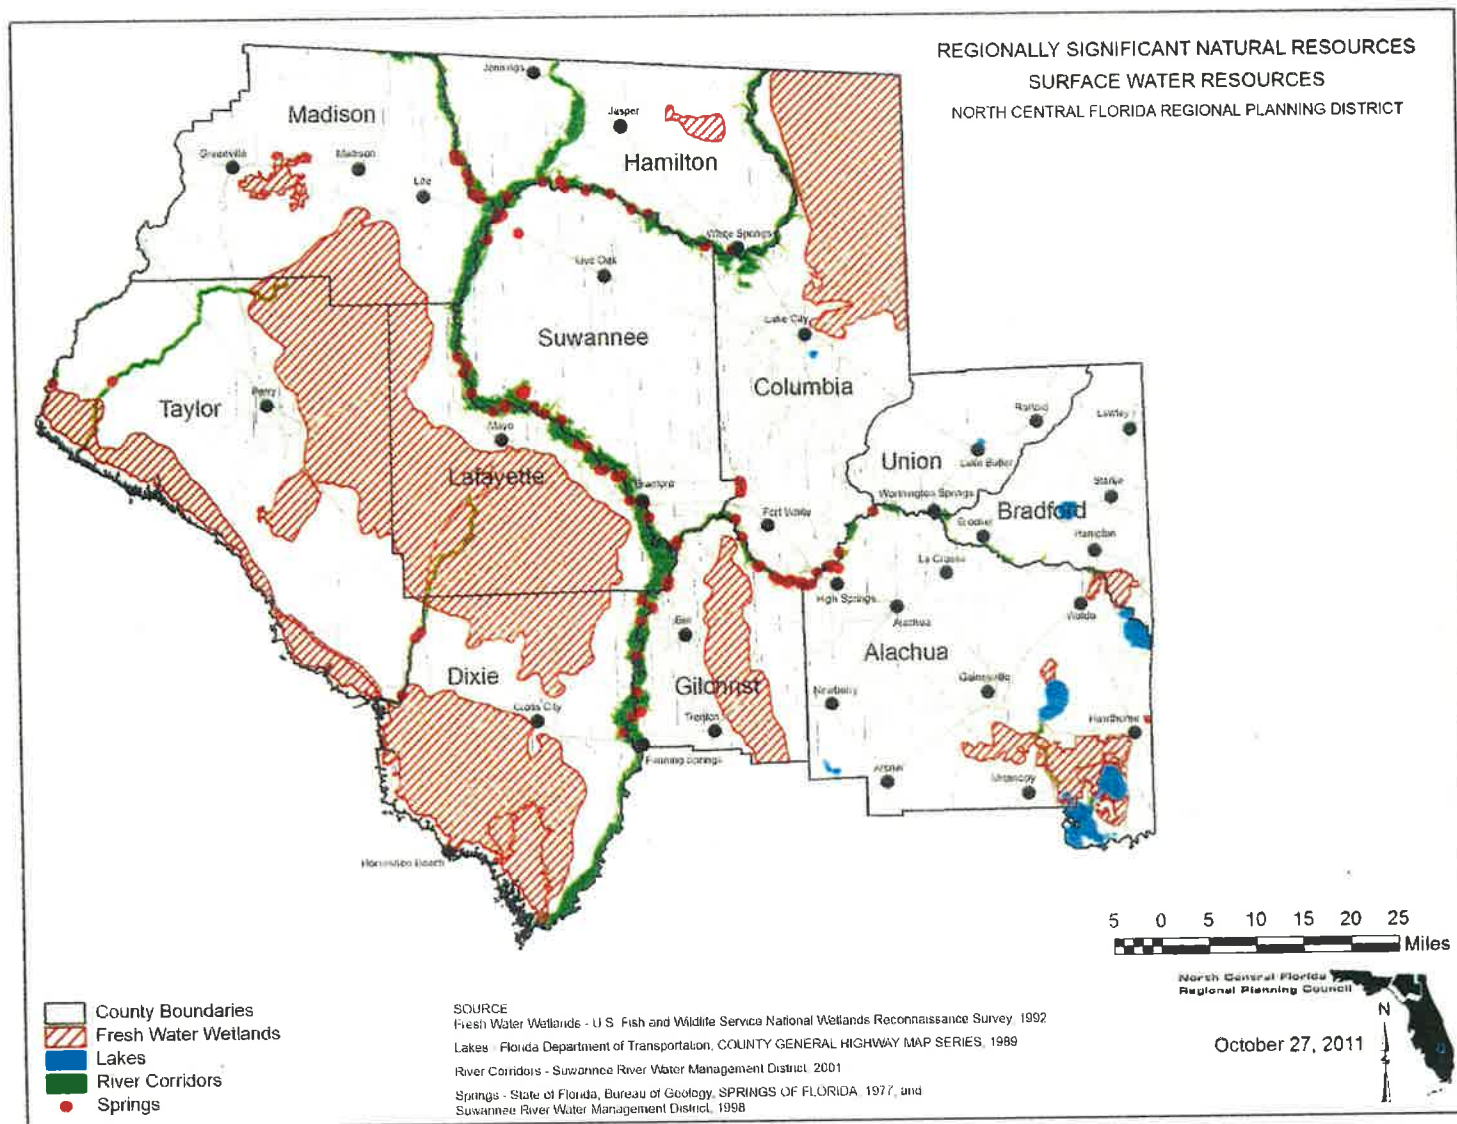 REGIONALLY SIGNIFICANT NATURAL RESOURCES
SURFACE WATER RESOURCES
NORTH CENTRAL FLORIDA REGIONAL PLANNING DISTRICT
Jennings
Madison
Jasper
Hamilton
Greenville
Madison
Lee
White Springs
Live Oak
Suwannee
Lake City
Columbia
Taylor
Perry
Mayo
Lafayette
Branford
Fort White
Union
Lake Butler
Raiford
Lawtey
Starke
Worthington Springs
Bradford
Brooker
Hampton
La Crosse
High Springs
Alachua
Waldo
Bell
Alachua
Dixie
Gilchrist
Gainesville
Newberry
Cross City
Trenton
Hawthorne
Fanning Springs
Archer
Micanopy
Horseshoe Beach
5 0 5 10 15 20 25
Miles
North Central Florida
Regional Planning Council
N
October 27, 2011
County Boundaries
Fresh Water Wetlands
Lakes
River Corridors
Springs
SOURCE
Fresh Water Wetlands - U.S. Fish and Wildlife Service National Wetlands Reconnaissance Survey, 1992
Lakes - Florida Department of Transportation, COUNTY GENERAL HIGHWAY MAP SERIES, 1989
River Corridors - Suwannee River Water Management District, 2001
Springs - State of Florida, Bureau of Geology, SPRINGS OF FLORIDA, 1977, and
Suwannee River Water Management District, 1998